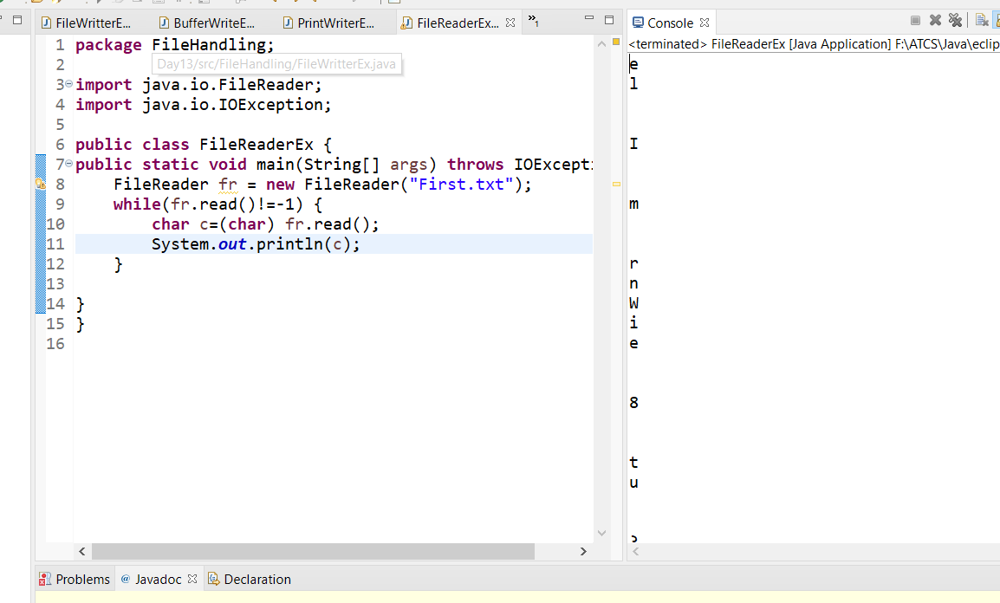 FileWritterE...
BufferWriteE...
PrintWriterE...
FileReaderEx...
»1
1 package FileHandling;
2
Day13/src/FileHandling/FileWritterEx.java
3 import java.io.FileReader;
4 import java.io.IOException;
5
6 public class FileReaderEx {
7 public static void main(String[] args) throws IOExcepti
8 FileReader fr = new FileReader("First.txt");
9 while(fr.read()!=-1) {
10 char c=(char) fr.read();
11 System.out.println(c);
12 }
13
14 }
15 }
16
Console
<terminated> FileReaderEx [Java Application] F:\ATCS\Java\eclip
e
l
I
m
r
n
W
i
e
8
t
u
Problems
@ Javadoc
Declaration